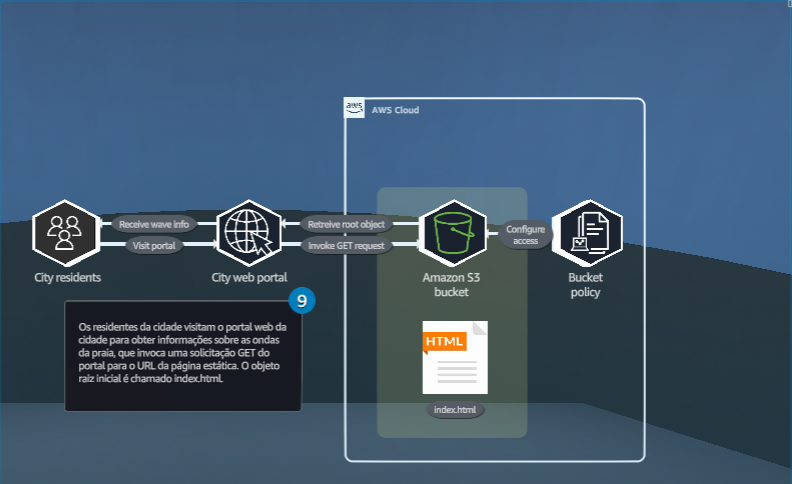 aws
AWS Cloud
Receive wave info
Visit portal
Retreive root object
Invoke GET request
Configure
access
City residents
City web portal
Amazon S3
bucket
Bucket
policy
9
Os residentes da cidade visitam o portal web da
cidade para obter informações sobre as ondas
da praia, que invoca uma solicitação GET do
portal para o URL da página estática. O objeto
raiz inicial é chamado index.html.
HTML
index.html